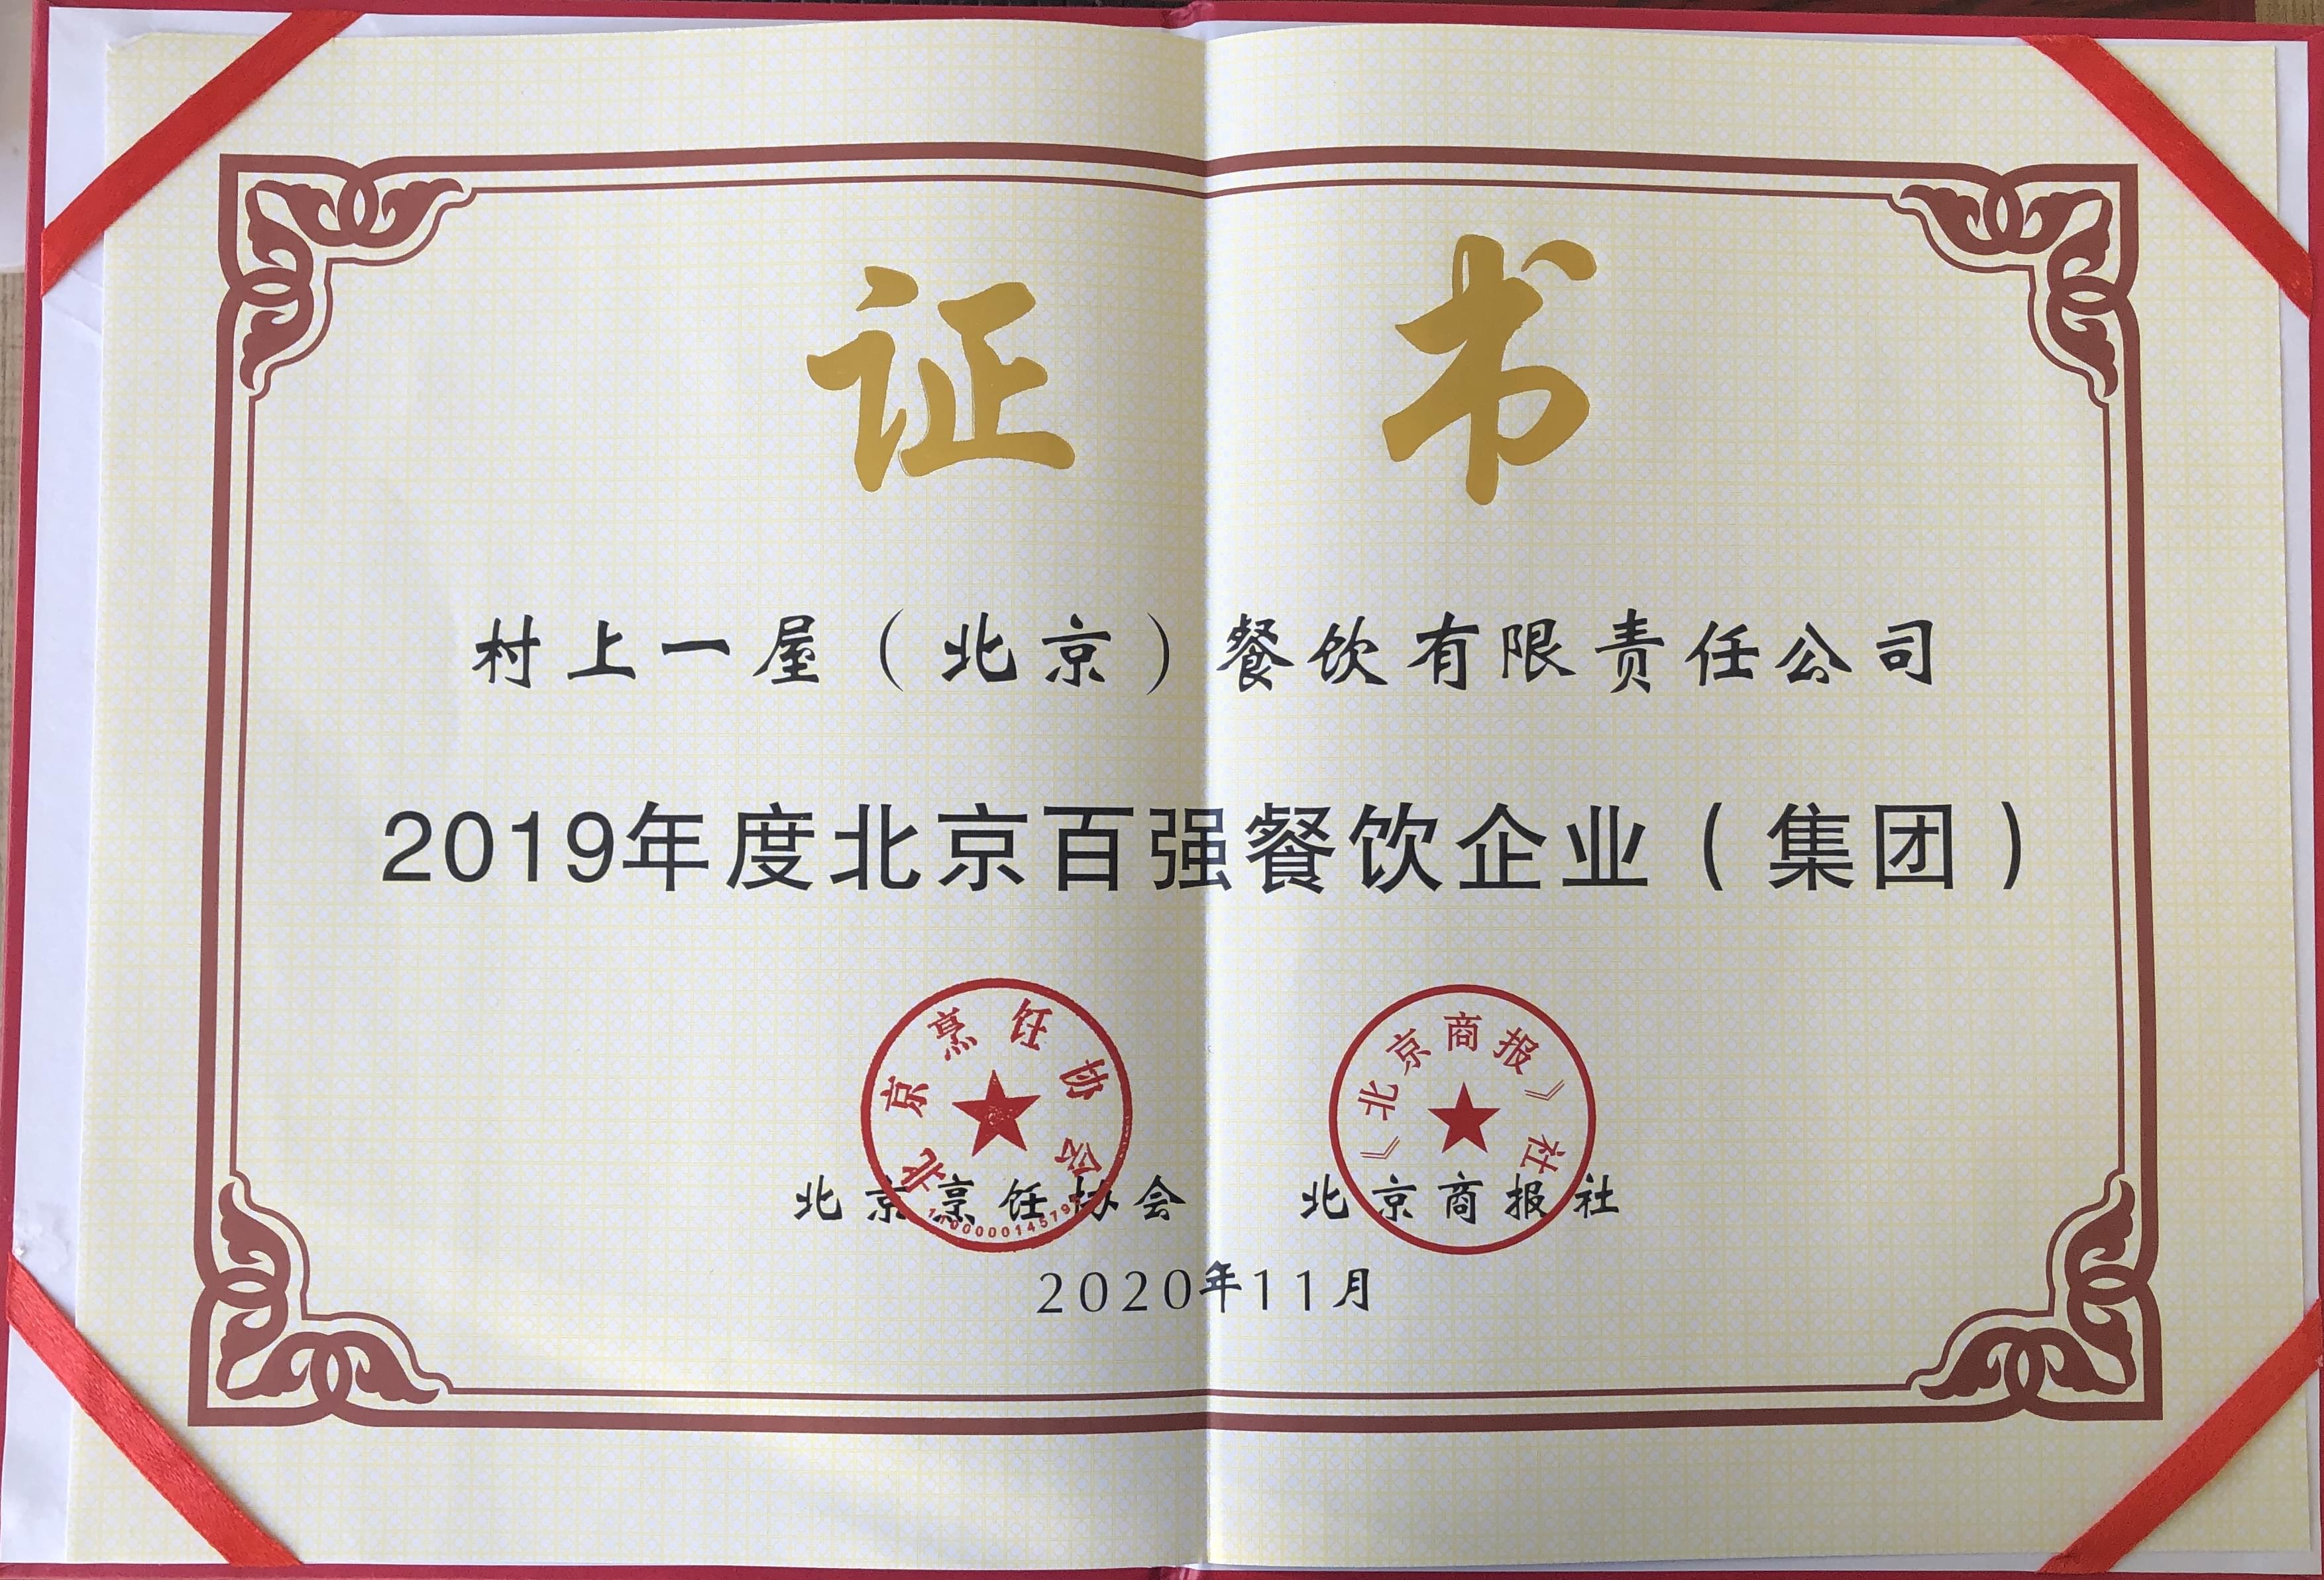 证 书
村上一屋（北京）餐饮有限责任公司
2019年度北京百强餐饮企业（集团）
北京烹饪协会
《北京商报》社
北京烹饪协会 北京商报社
2020年11月